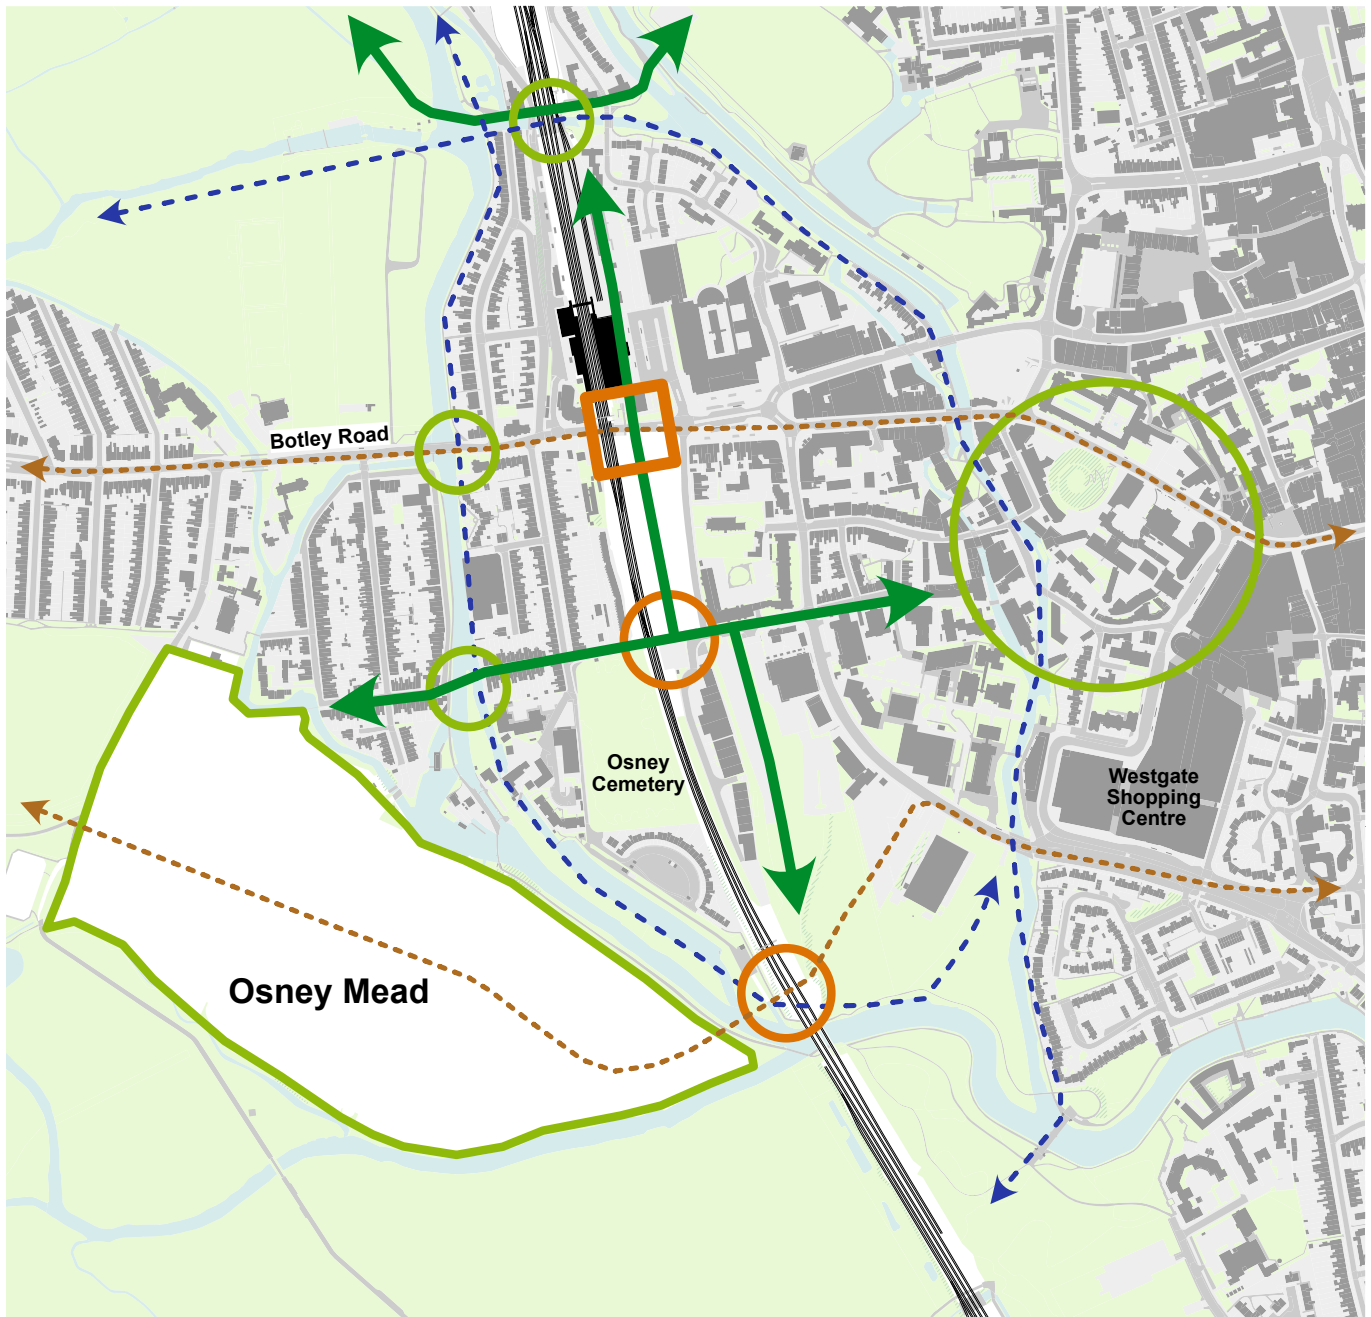 Botley Road
Osney
Cemetery
Westgate
Shopping
Centre
Osney Mead